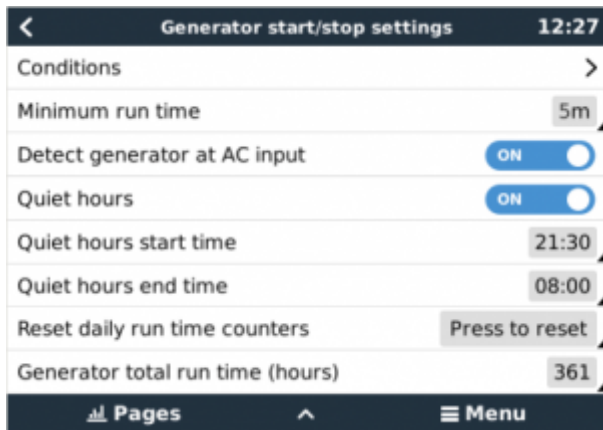 Generator start/stop settings 12:27
Conditions
Minimum run time 5m
Detect generator at AC input ON
Quiet hours ON
Quiet hours start time 21:30
Quiet hours end time 08:00
Reset daily run time counters Press to reset
Generator total run time (hours) 361
Pages Menu